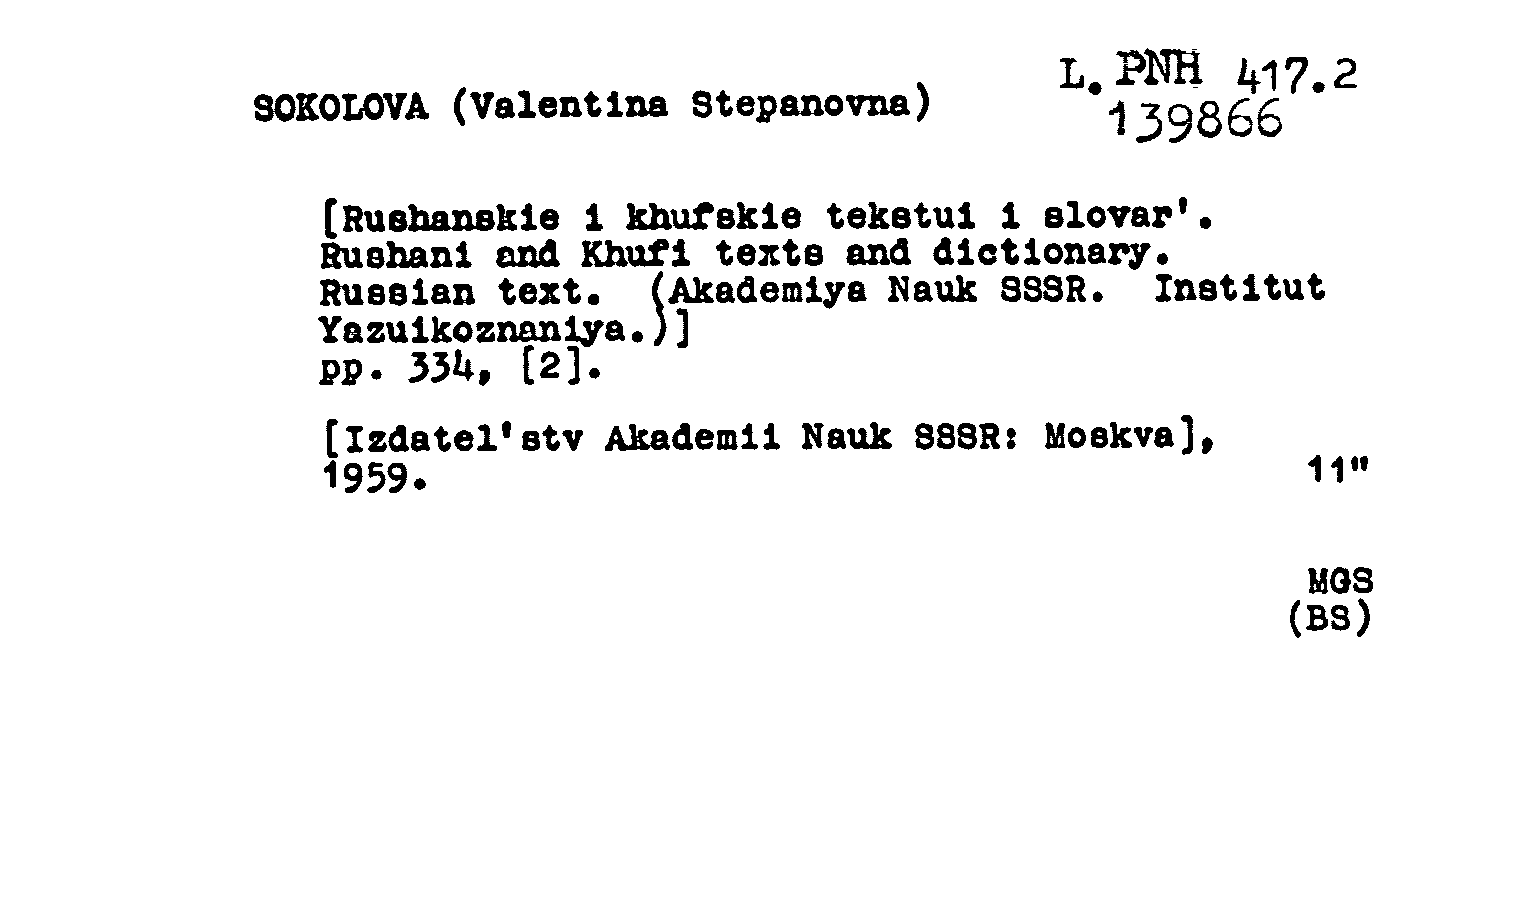 L. PNH 417.2
SOKOLOVA (Valentina Stepanovna)
139866
[Rushanskie i khufskie tekstui i slovar'.
Rushani and Khufi texts and dictionary.
Russian text. (Akademiya Nauk SSSR. Institut
Yazuikoznaniya.)]
pp. 334, [2].
[Izdatel'stv Akademii Nauk SSSR: Moskva],
1959. 11"
MGS
(BS)